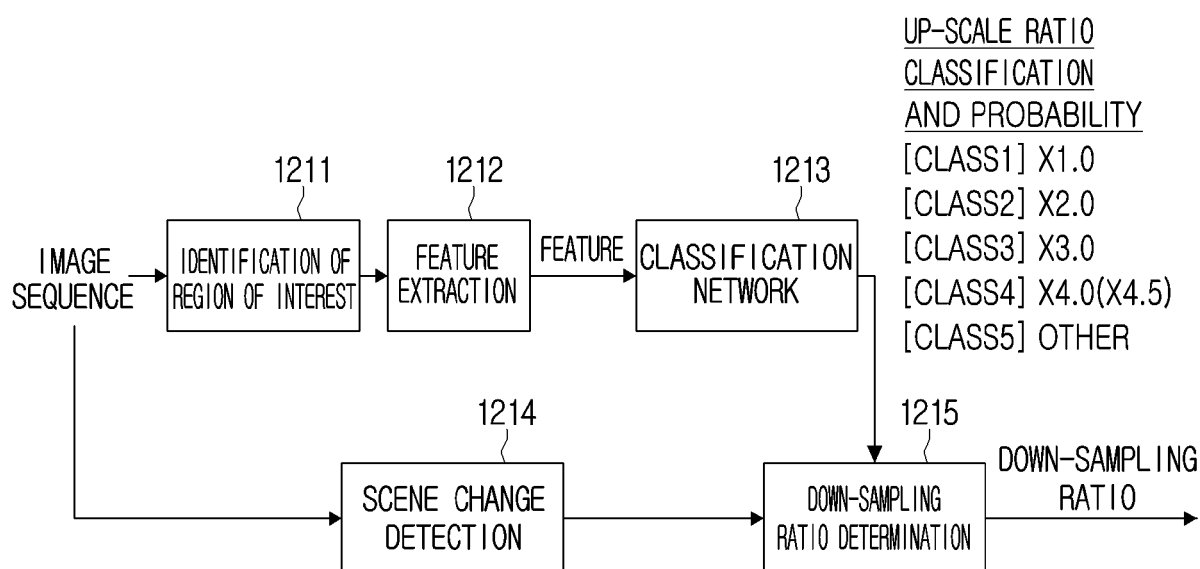 UP-SCALE RATIO
CLASSIFICATION
AND PROBABILITY
[CLASS1] X1.0
[CLASS2] X2.0
[CLASS3] X3.0
[CLASS4] X4.0(X4.5)
[CLASS5] OTHER
1211
1212
1213
IMAGE
SEQUENCE
IDENTIFICATION OF
REGION OF INTEREST
FEATURE
EXTRACTION
FEATURE
CLASSIFICATION
NETWORK
1214
1215
SCENE CHANGE
DETECTION
DOWN-SAMPLING
RATIO DETERMINATION
DOWN-SAMPLING
RATIO